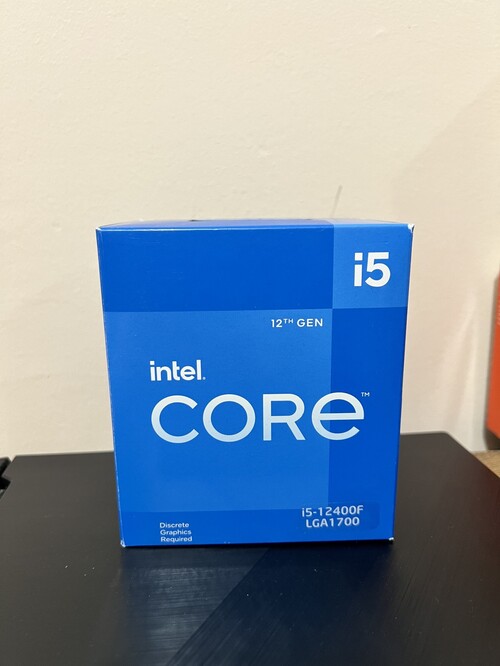 i5
12TH GEN
intel.
CORE™
i5-12400F
LGA1700
Discrete
Graphics
Required